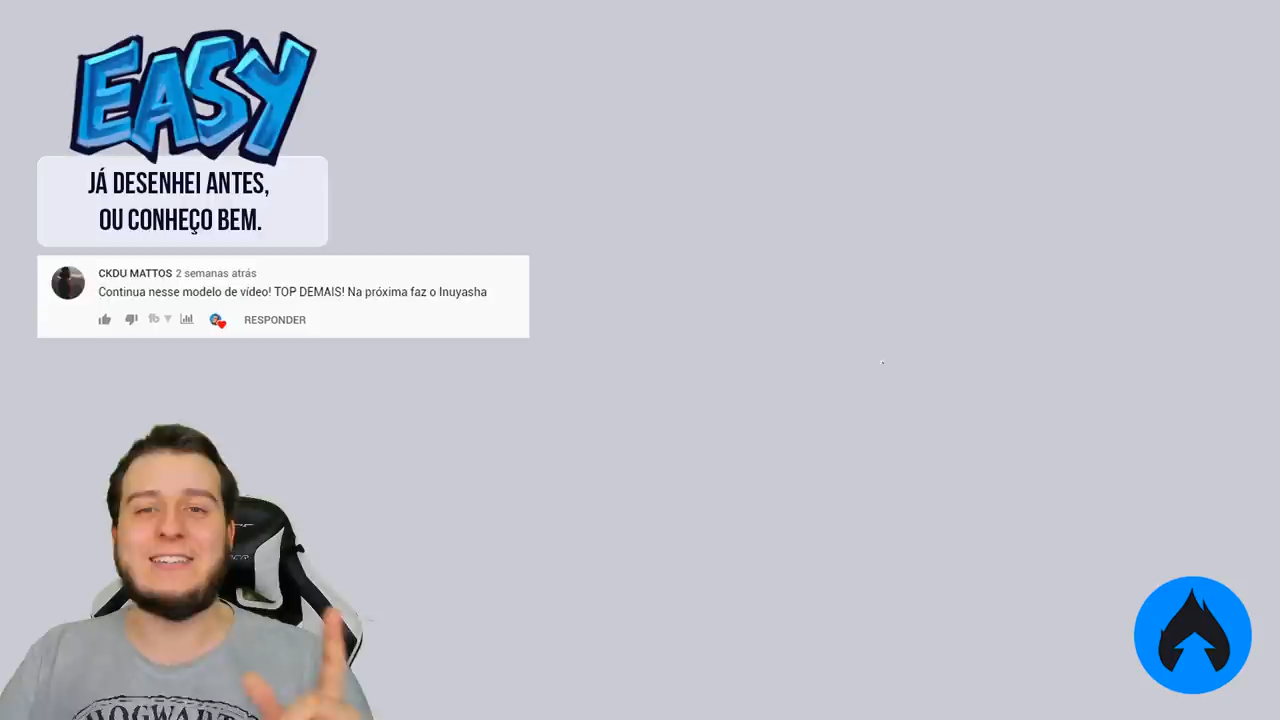 EASY
JÁ DESENHEI ANTES,
OU CONHEÇO BEM.
CKDU MATTOS 2 semanas atrás
Continua nesse modelo de vídeo! TOP DEMAIS! Na próxima faz o Inuyasha
RESPONDER
HOGWART